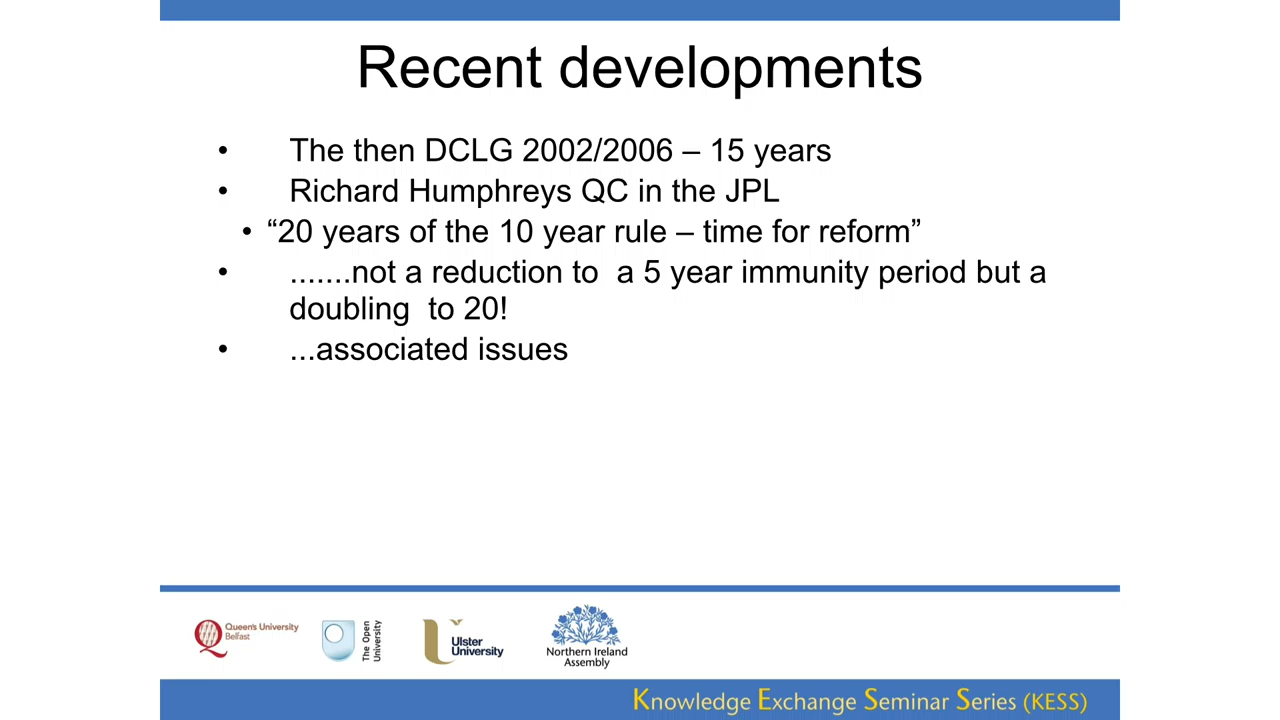 Recent developments
• The then DCLG 2002/2006 – 15 years
• Richard Humphreys QC in the JPL
• “20 years of the 10 year rule – time for reform”
• .......not a reduction to  a 5 year immunity period but a
doubling  to 20!
• ...associated issues
Queen's University
Belfast
The Open
University
Ulster
University
Northern Ireland
Assembly
Knowledge Exchange Seminar Series (KESS)